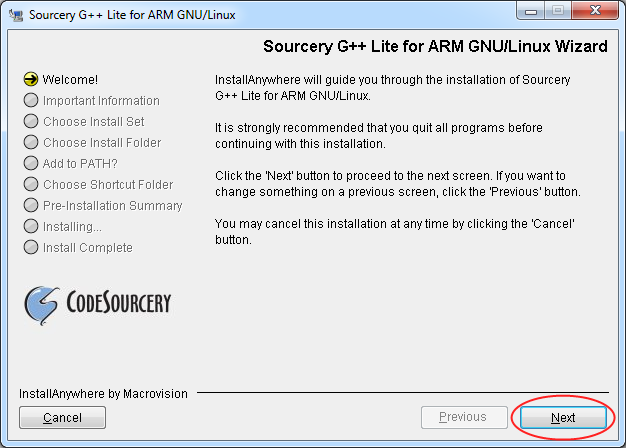 Sourcery G++ Lite for ARM GNU/Linux
Sourcery G++ Lite for ARM GNU/Linux Wizard
Welcome!
Important Information
Choose Install Set
Choose Install Folder
Add to PATH?
Choose Shortcut Folder
Pre-Installation Summary
Installing...
Install Complete
InstallAnywhere will guide you through the installation of Sourcery
G++ Lite for ARM GNU/Linux.
It is strongly recommended that you quit all programs before
continuing with this installation.
Click the 'Next' button to proceed to the next screen. If you want to
change something on a previous screen, click the 'Previous' button.
You may cancel this installation at any time by clicking the 'Cancel'
button.
CODESOURCERY
InstallAnywhere by Macrovision
Cancel
Previous
Next